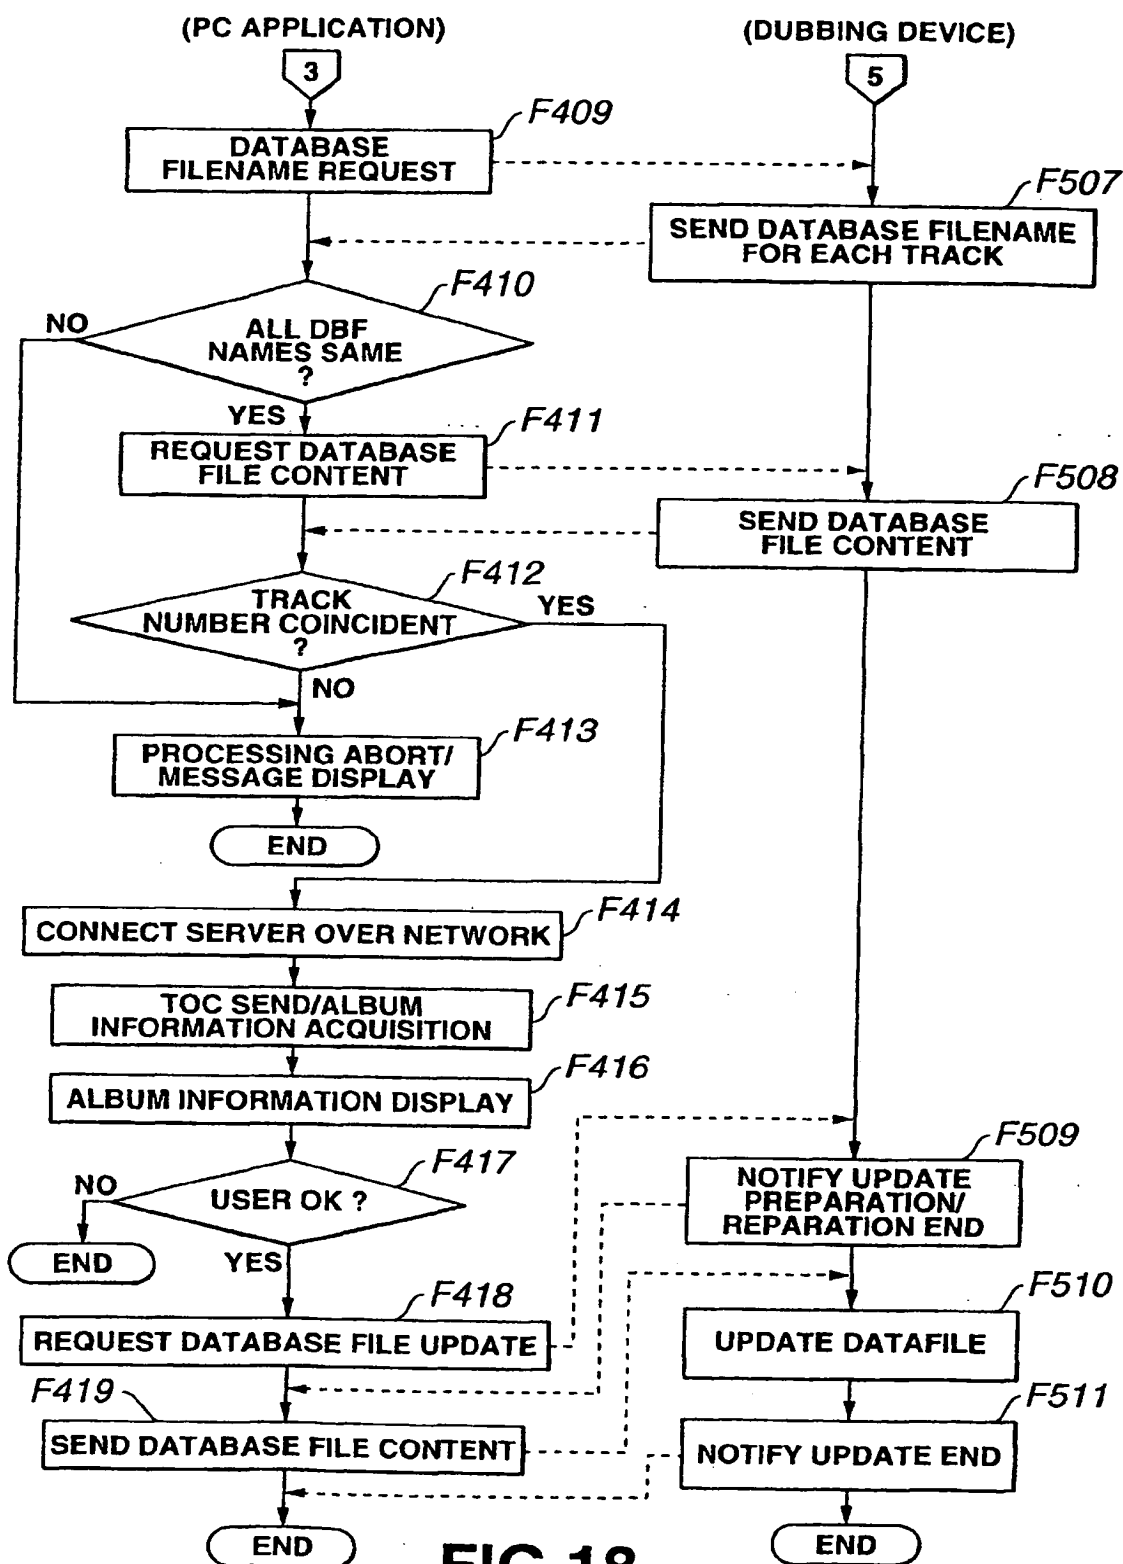 (PC APPLICATION)
(DUBBING DEVICE)
3
5
F409
DATABASE
FILENAME REQUEST
F507
SEND DATABASE FILENAME
FOR EACH TRACK
F410
NO
ALL DBF
NAMES SAME
?
YES
F411
REQUEST DATABASE
FILE CONTENT
F508
SEND DATABASE
FILE CONTENT
F412
TRACK
NUMBER COINCIDENT
?
YES
NO
F413
PROCESSING ABORT/
MESSAGE DISPLAY
END
F414
CONNECT SERVER OVER NETWORK
F415
TOC SEND/ALBUM
INFORMATION ACQUISITION
F416
ALBUM INFORMATION DISPLAY
F509
NOTIFY UPDATE
PREPARATION/
REPARATION END
F417
NO
USER OK ?
END
YES
F418
REQUEST DATABASE FILE UPDATE
F510
UPDATE DATAFILE
F419
SEND DATABASE FILE CONTENT
F511
NOTIFY UPDATE END
END
END
FIG.18